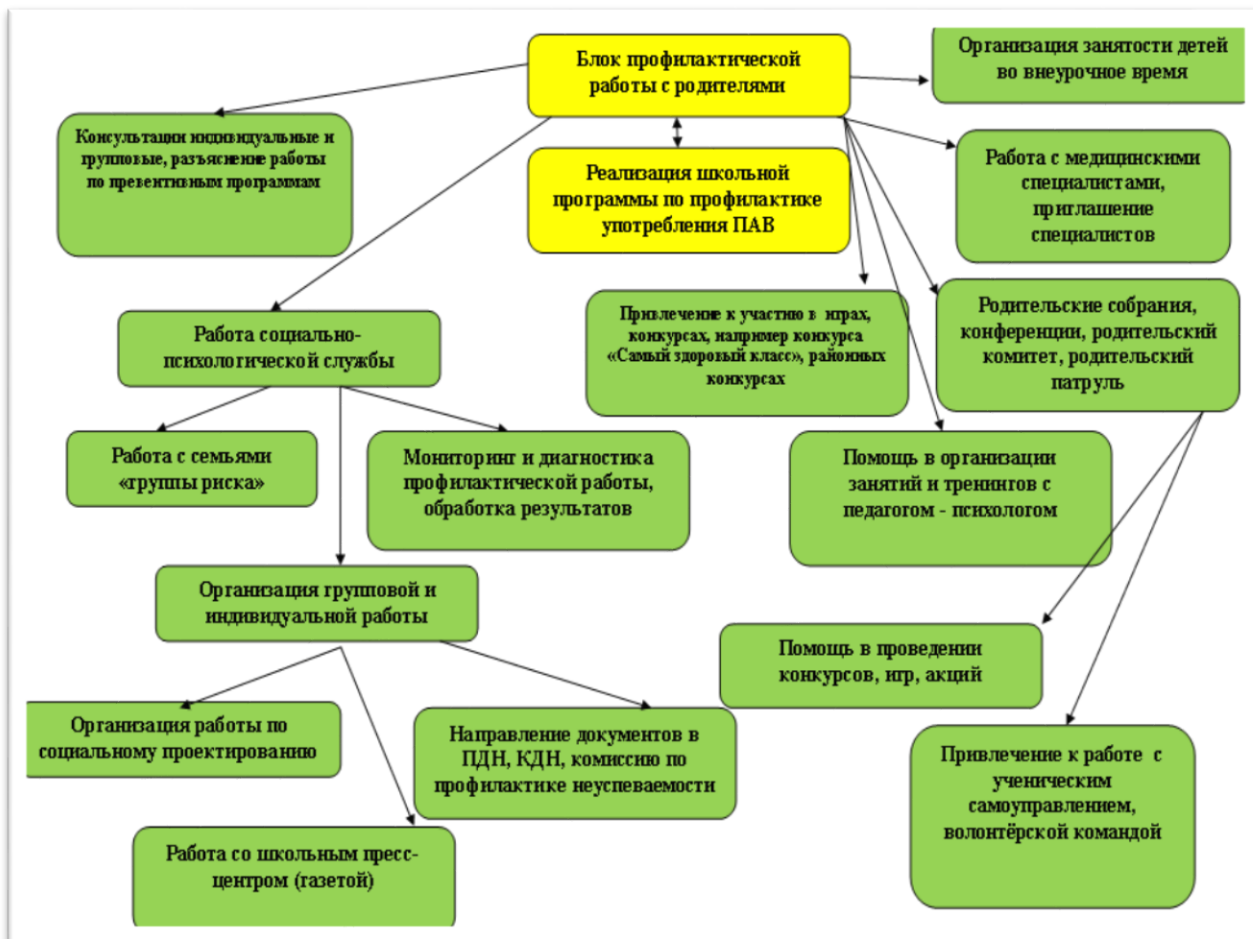 Блок профилактической
работы с родителями
Организация занятости детей
во внеурочное время
Консультации индивидуальные и
групповые, разъяснение работы
по превентивным программам
Реализация школьной
программы по профилактике
употребления ПАВ
Работа с медицинскими
специалистами,
приглашение
специалистов
Работа социально-
психологической службы
Привлечение к участию в играх,
конкурсах, например конкурса
«Самый здоровый класс», районных
конкурсах
Родительские собрания,
конференции, родительский
комитет, родительский
патруль
Работа с семьями
«группы риска»
Мониторинг и диагностика
профилактической работы,
обработка результатов
Помощь в организации
занятий и тренингов с
педагогом - психологом
Организация групповой и
индивидуальной работы
Помощь в проведении
конкурсов, игр, акций
Организация работы по
социальному проектированию
Направление документов в
ПДН, КДН, комиссию по
профилактике неуспеваемости
Привлечение к работе с
ученическим
самоуправлением,
волонтёрской командой
Работа со школьным пресс-
центром (газетой)